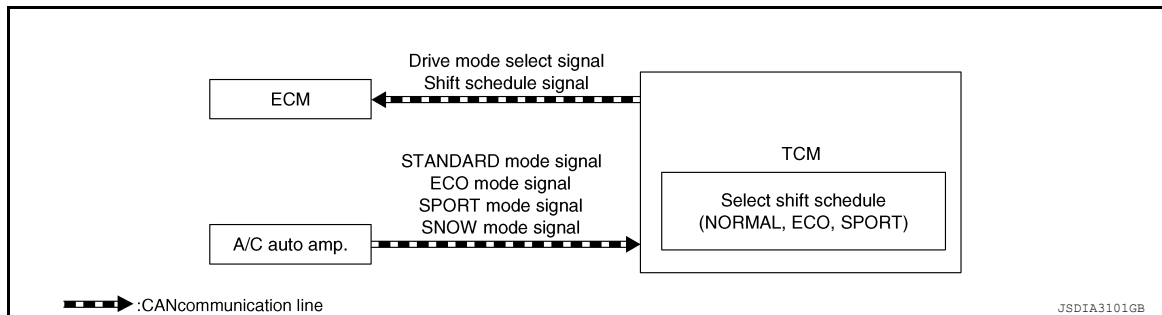 Drive mode select signal
Shift schedule signal
ECM
TCM
STANDARD mode signal
ECO mode signal
SPORT mode signal
SNOW mode signal
Select shift schedule
(NORMAL, ECO, SPORT)
A/C auto amp.
:CANcommunication line
JSDIA3101GB